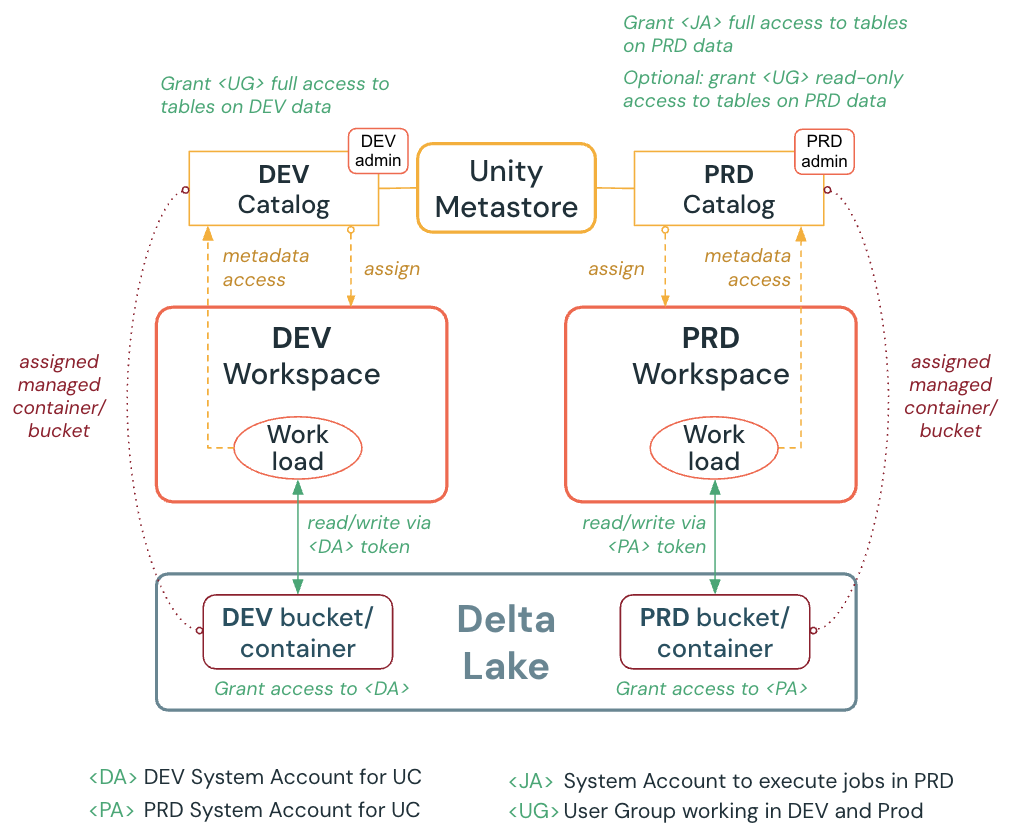 Grant <JA> full access to tables
on PRD data
Optional: grant <UG> read-only
access to tables on PRD data
Grant <UG> full access to
tables on DEV data
DEV
admin
PRD
admin
DEV
Catalog
Unity
Metastore
PRD
Catalog
metadata
access
assign
assign
metadata
access
DEV
Workspace
PRD
Workspace
assigned
managed
container/
bucket
assigned
managed
container/
bucket
Work
load
Work
load
read/write via
<DA> token
read/write via
<PA> token
DEV bucket/
container
Delta
Lake
PRD bucket/
container
Grant access to <DA>
Grant access to <PA>
<DA> DEV System Account for UC
<PA> PRD System Account for UC
<JA> System Account to execute jobs in PRD
<UG> User Group working in DEV and Prod